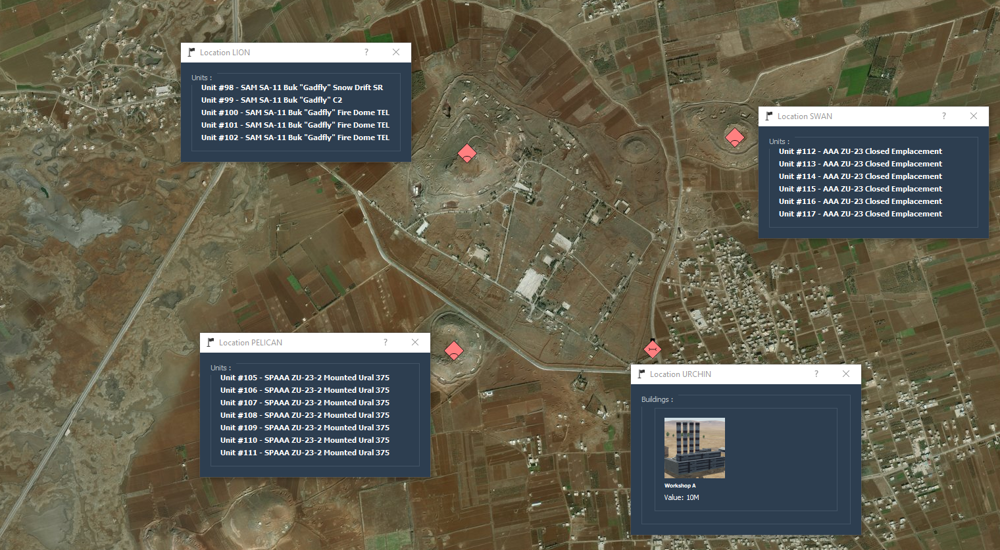 Location LION
?
Units :
Unit #98 - SAM SA-11 Buk "Gadfly" Snow Drift SR
Unit #99 - SAM SA-11 Buk "Gadfly" C2
Unit #100 - SAM SA-11 Buk "Gadfly" Fire Dome TEL
Unit #101 - SAM SA-11 Buk "Gadfly" Fire Dome TEL
Unit #102 - SAM SA-11 Buk "Gadfly" Fire Dome TEL
Location SWAN
?
Units :
Unit #112 - AAA ZU-23 Closed Emplacement
Unit #113 - AAA ZU-23 Closed Emplacement
Unit #114 - AAA ZU-23 Closed Emplacement
Unit #115 - AAA ZU-23 Closed Emplacement
Unit #116 - AAA ZU-23 Closed Emplacement
Unit #117 - AAA ZU-23 Closed Emplacement
Location PELICAN
?
Units :
Unit #105 - SPAAA ZU-23-2 Mounted Ural 375
Unit #106 - SPAAA ZU-23-2 Mounted Ural 375
Unit #107 - SPAAA ZU-23-2 Mounted Ural 375
Unit #108 - SPAAA ZU-23-2 Mounted Ural 375
Unit #109 - SPAAA ZU-23-2 Mounted Ural 375
Unit #110 - SPAAA ZU-23-2 Mounted Ural 375
Unit #111 - SPAAA ZU-23-2 Mounted Ural 375
Location URCHIN
?
Buildings :
Workshop A
Value: 10M